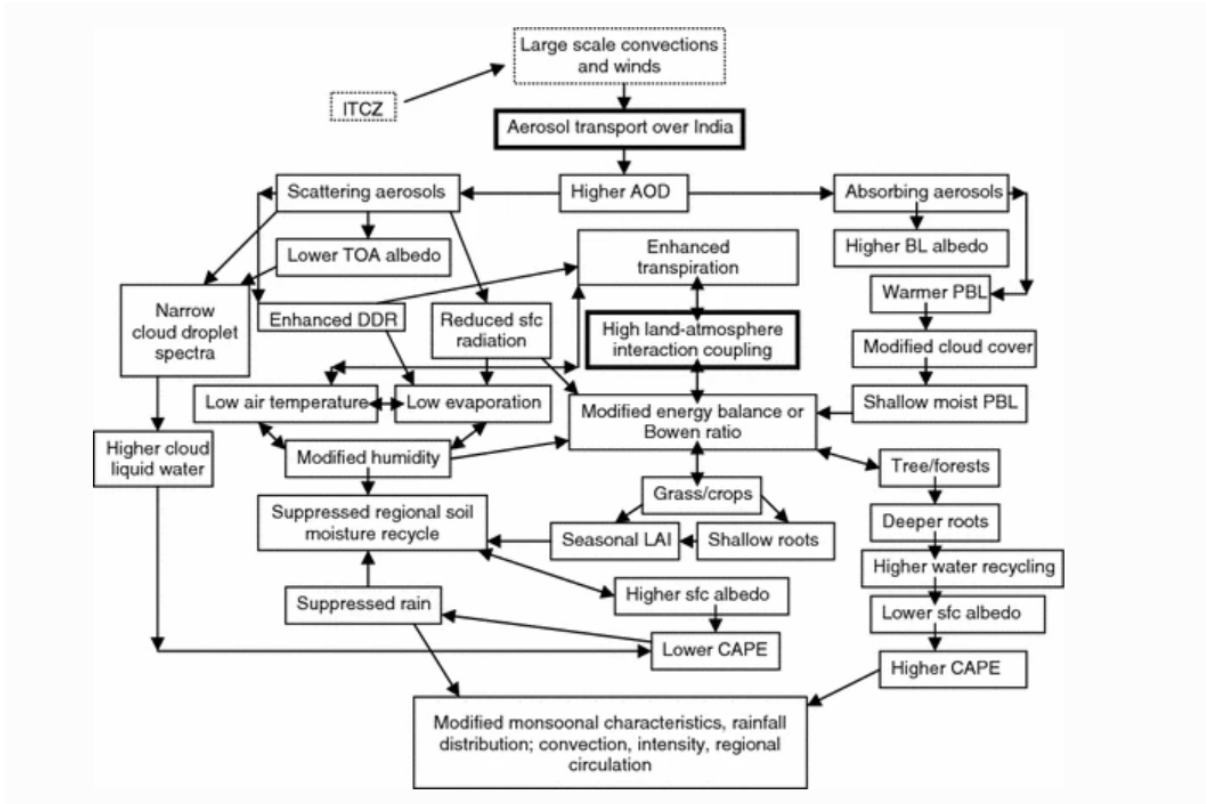 Large scale convections
and winds
ITCZ
Aerosol transport over India
Scattering aerosols
Higher AOD
Absorbing aerosols
Lower TOA albedo
Enhanced
transpiration
Higher BL albedo
Narrow
cloud droplet
spectra
Enhanced DDR
Reduced sfc
radiation
High land-atmosphere
interaction coupling
Warmer PBL
Modified cloud cover
Low air temperature
Low evaporation
Modified energy balance or
Bowen ratio
Shallow moist PBL
Higher cloud
liquid water
Modified humidity
Tree/forests
Suppressed regional soil
moisture recycle
Grass/crops
Seasonal LAI
Shallow roots
Deeper roots
Higher water recycling
Suppressed rain
Higher sfc albedo
Lower sfc albedo
Lower CAPE
Higher CAPE
Modified monsoonal characteristics, rainfall
distribution; convection, intensity, regional
circulation